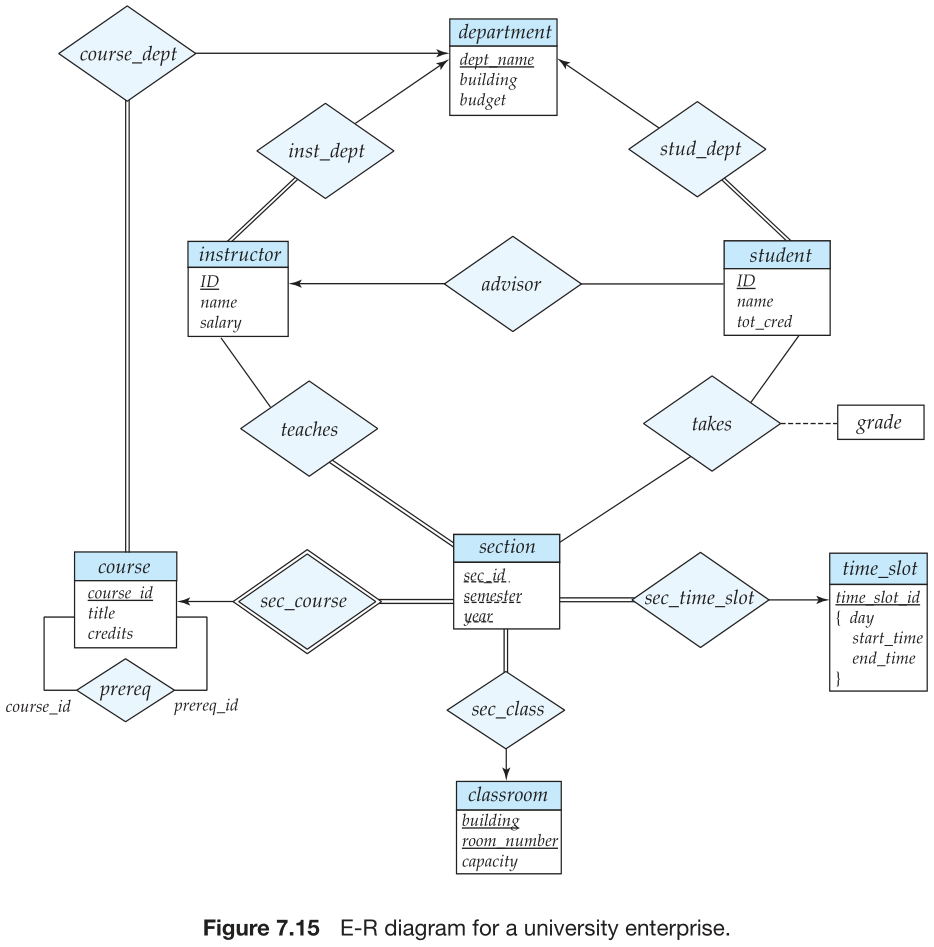 department
course_dept
dept_name
building
budget
inst_dept
stud_dept
instructor
ID
name
salary
advisor
student
ID
name
tot_cred
teaches
takes
grade
section
sec_id
semester
year
course
course_id
title
credits
sec_course
sec_time_slot
time_slot
time_slot_id
{ day
start_time
end_time
}
prereq
course_id
prereq_id
sec_class
classroom
building
room_number
capacity
Figure 7.15 E-R diagram for a university enterprise.